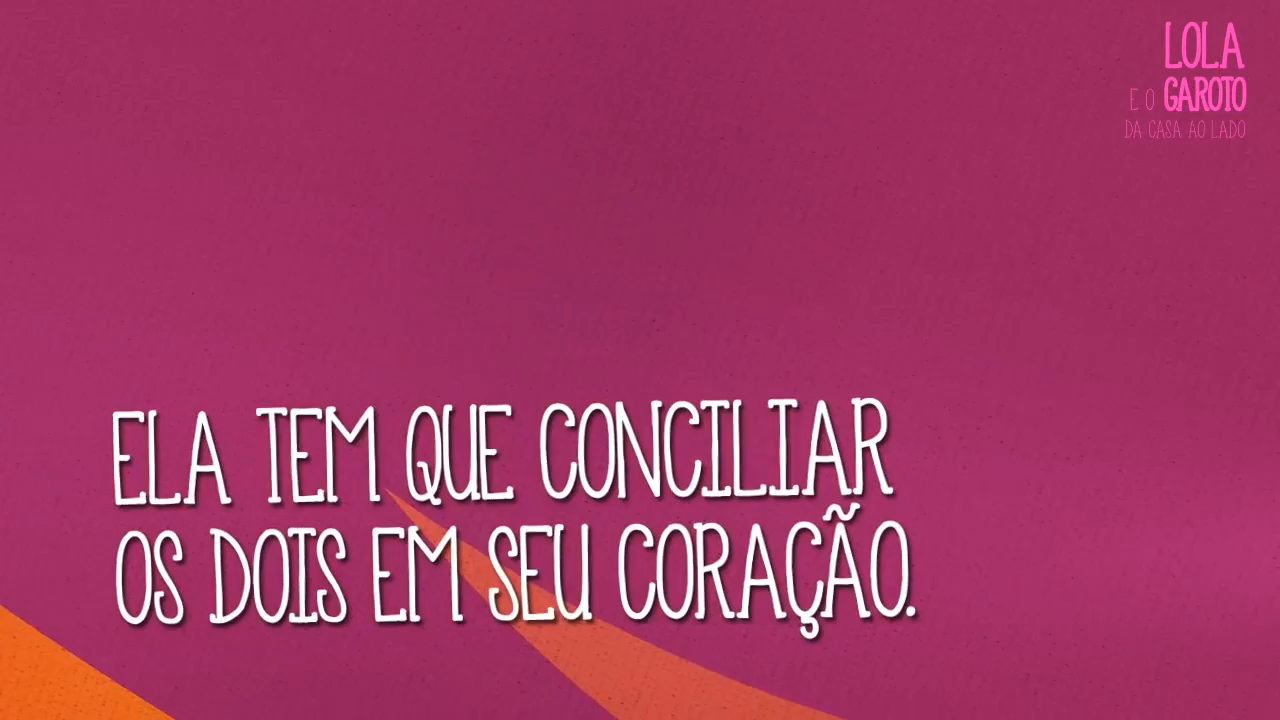 LOLA
E O GAROTO
DA CASA AO LADO
ELA TEM QUE CONCILIAR
OS DOIS EM SEU CORAÇÃO.